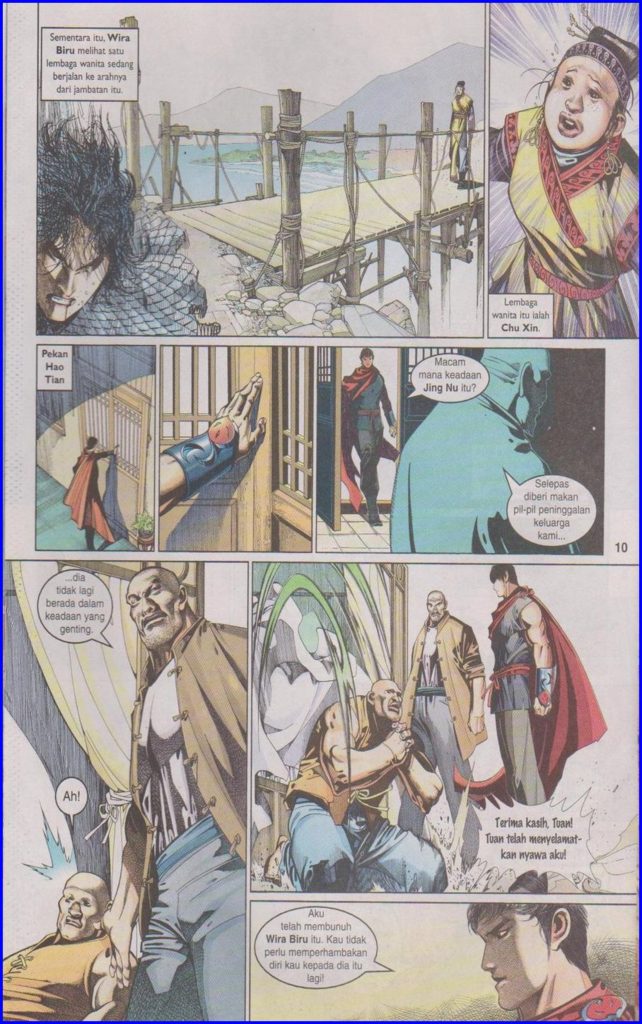 Sementara itu, Wira
Biru melihat satu
lembaga wanita sedang
berjalan ke arahnya
dari jambatan itu.
Lembaga
wanita itu ialah
Chu Xin.
Pekan
Hao
Tian
Macam
mana keadaan
Jing Nu itu?
Selepas
diberi makan
pil-pil peninggalan
keluarga
kami...
10
...dia
tidak lagi
berada dalam
keadaan yang
genting.
Ah!
Terima kasih, Tuan!
Tuan telah menyelamat-
kan nyawa aku!
Aku
telah membunuh
Wira Biru itu. Kau tidak
perlu memperhambakan
diri kau kepada dia itu
lagi!